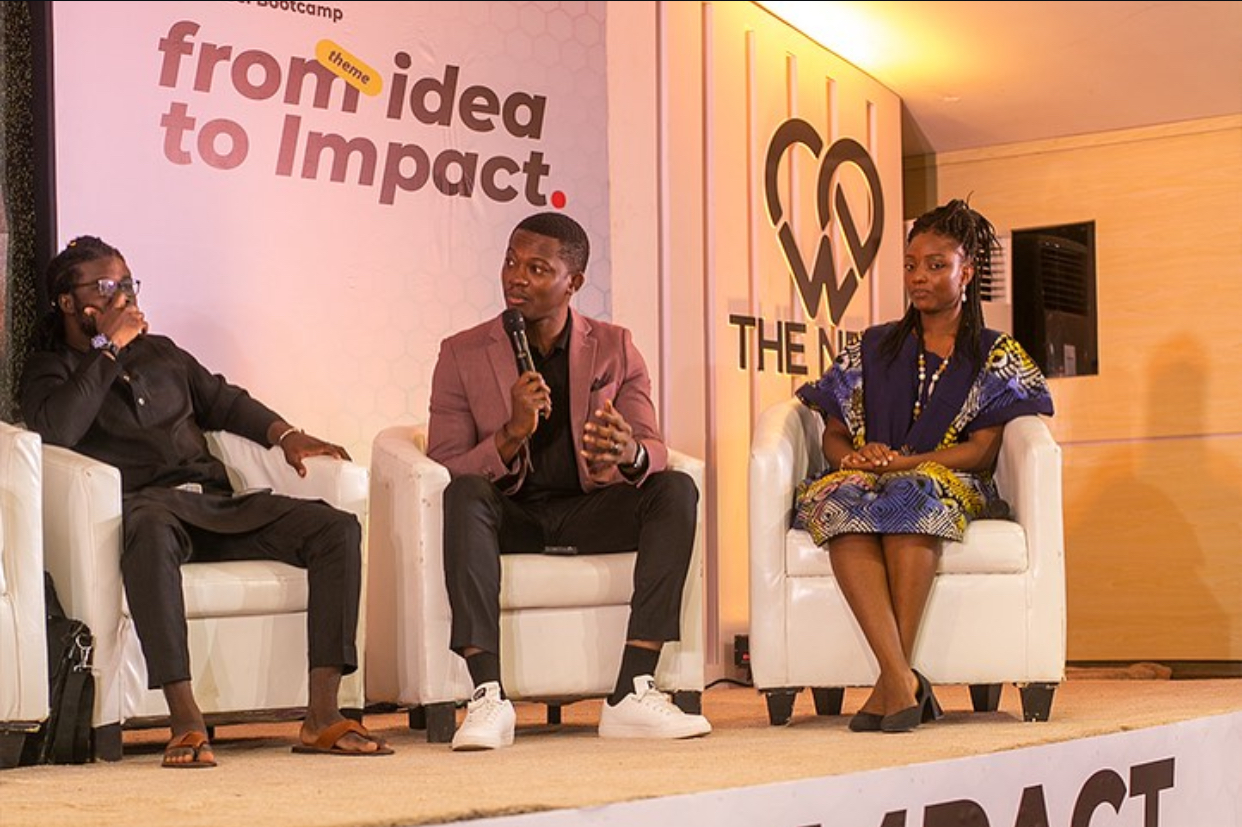 Bootcamp
theme
from idea
to Impact.
THE
IMPACT